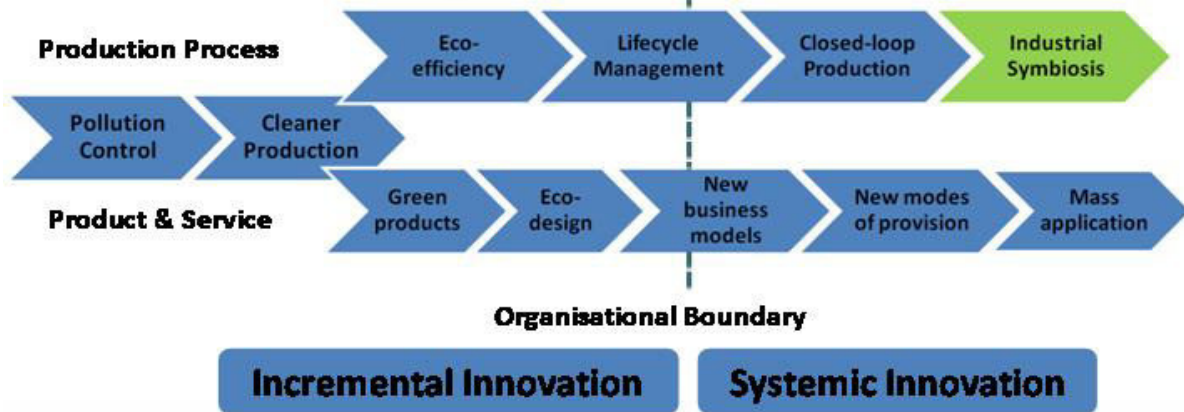 Production Process
Eco-
efficiency
Lifecycle
Management
Closed-loop
Production
Industrial
Symbiosis
Pollution
Control
Cleaner
Production
Product & Service
Green
products
Eco-
design
New
business
models
New modes
of provision
Mass
application
Organisational Boundary
Incremental Innovation
Systemic Innovation